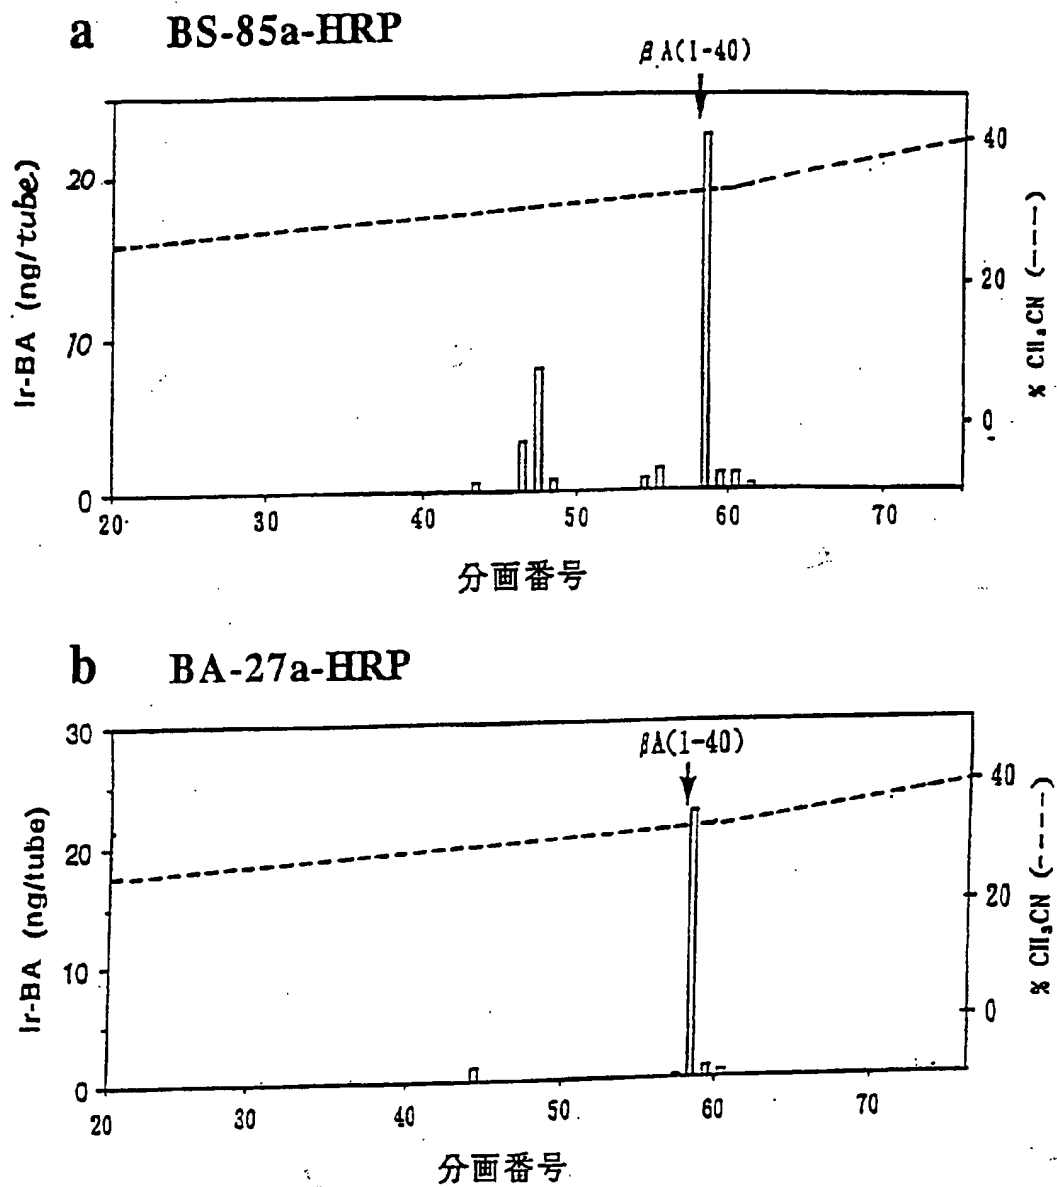 a BS-85a-HRP
βA(1-40)
Ir-BA (ng/tube)
20
10
0
40
20
0
% CH₃CN (---)
20 30 40 50 60 70
分画番号
b BA-27a-HRP
βA(1-40)
Ir-BA (ng/tube)
30
20
10
0
40
20
0
% CH₃CN (----)
20 30 40 50 60 70
分画番号